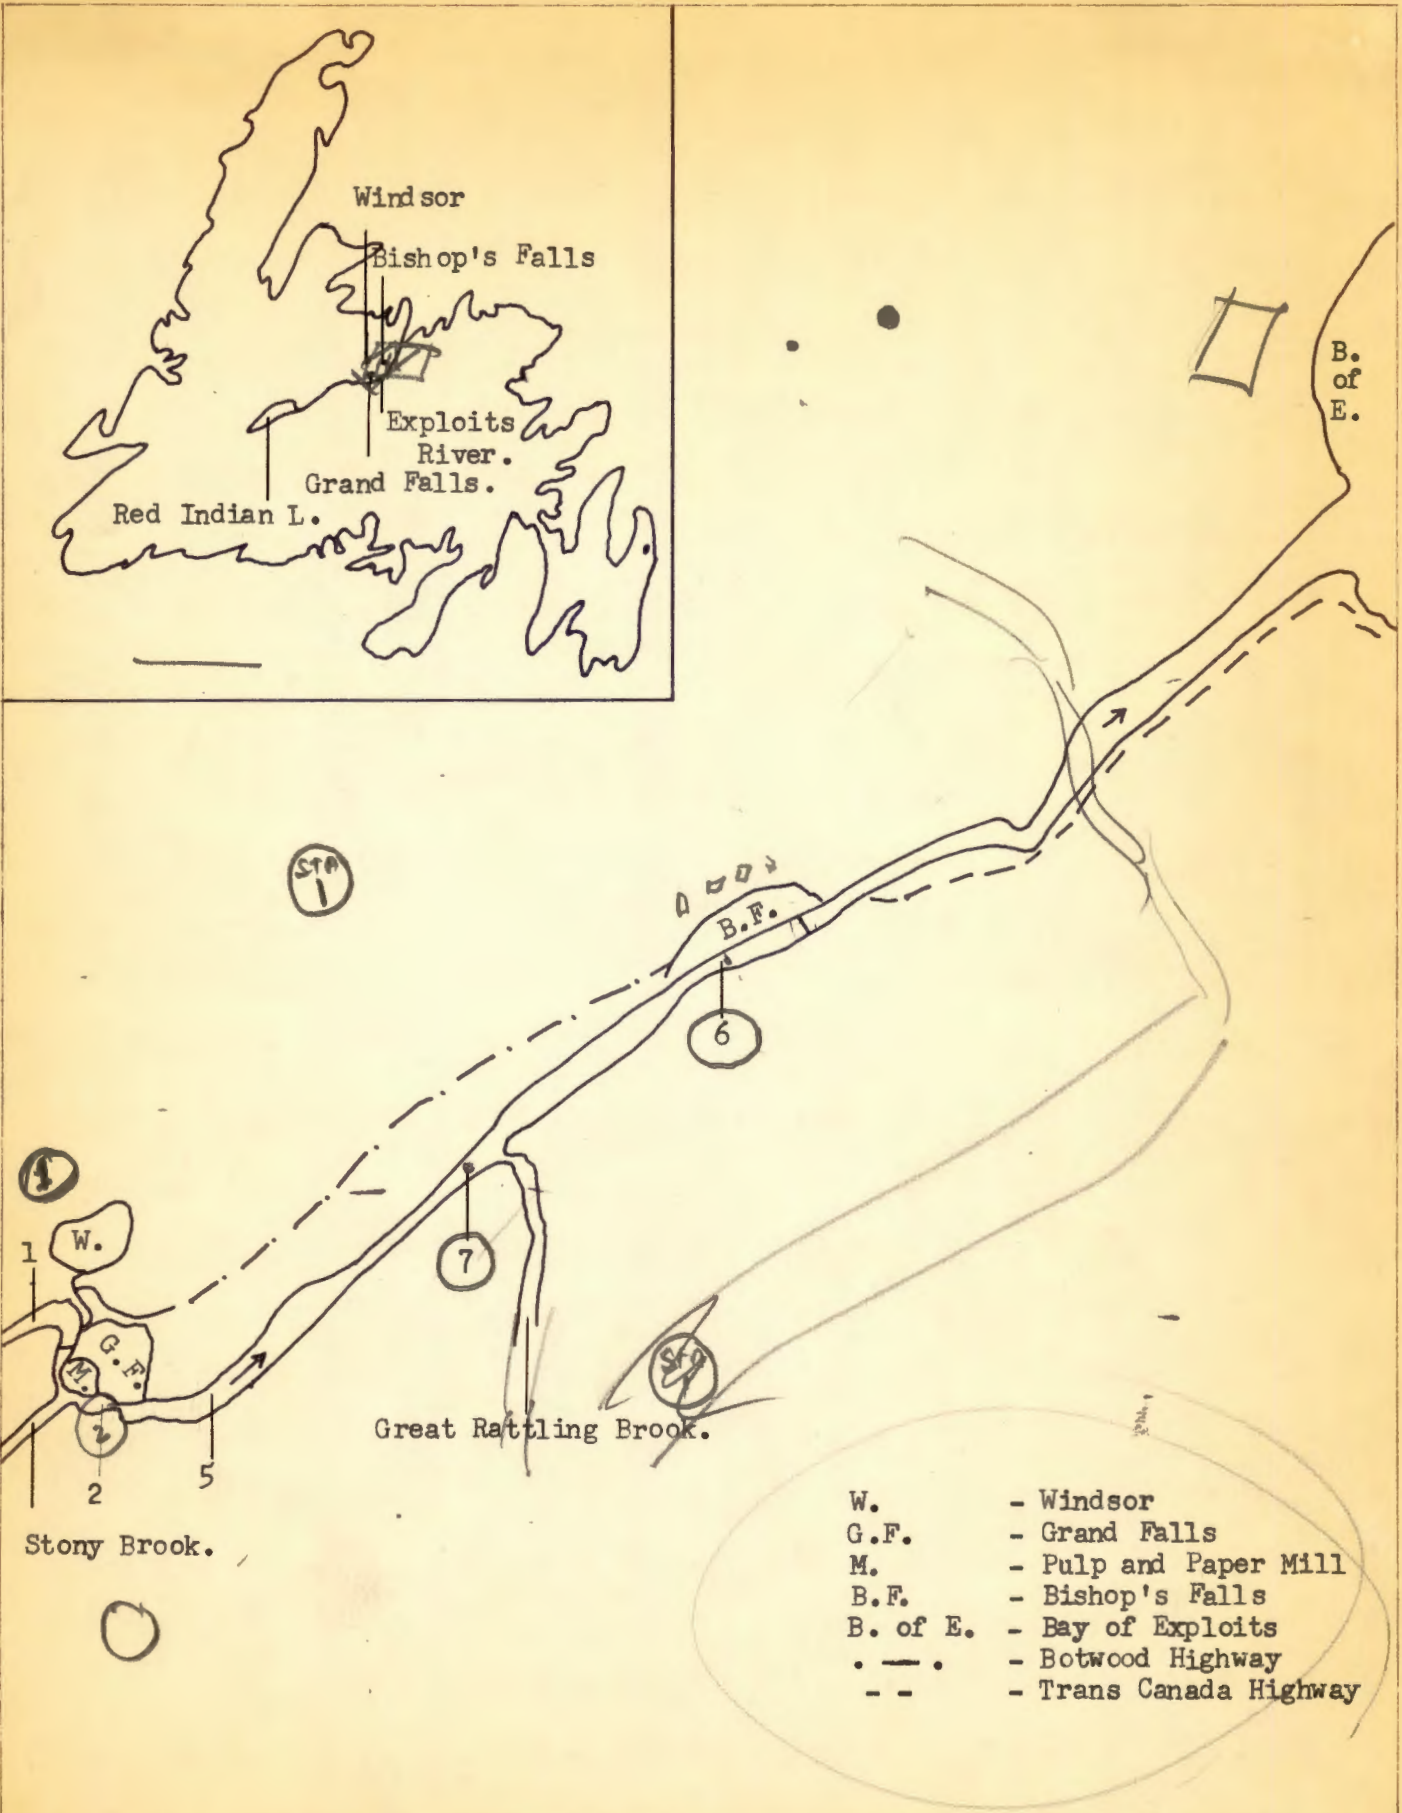 Windsor
Bishop's Falls
Exploits
River.
Grand Falls.
Red Indian L.
B.
of
E.
STA
1
B.F.
6
1
W.
1
7
G.F.
M.
2
Great Rattling Brook.
5
2
Stony Brook.
W. - Windsor
G.F. - Grand Falls
M. - Pulp and Paper Mill
B.F. - Bishop's Falls
B. of E. - Bay of Exploits
. — . - Botwood Highway
- - - Trans Canada Highway